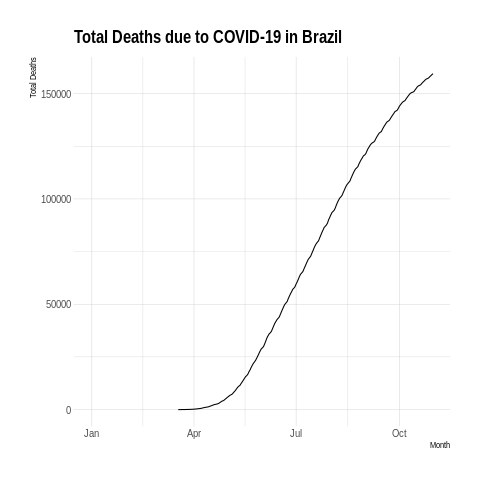 Total Deaths due to COVID-19 in Brazil
Total Deaths
150000
100000
50000
0
Jan Apr Jul Oct
Month